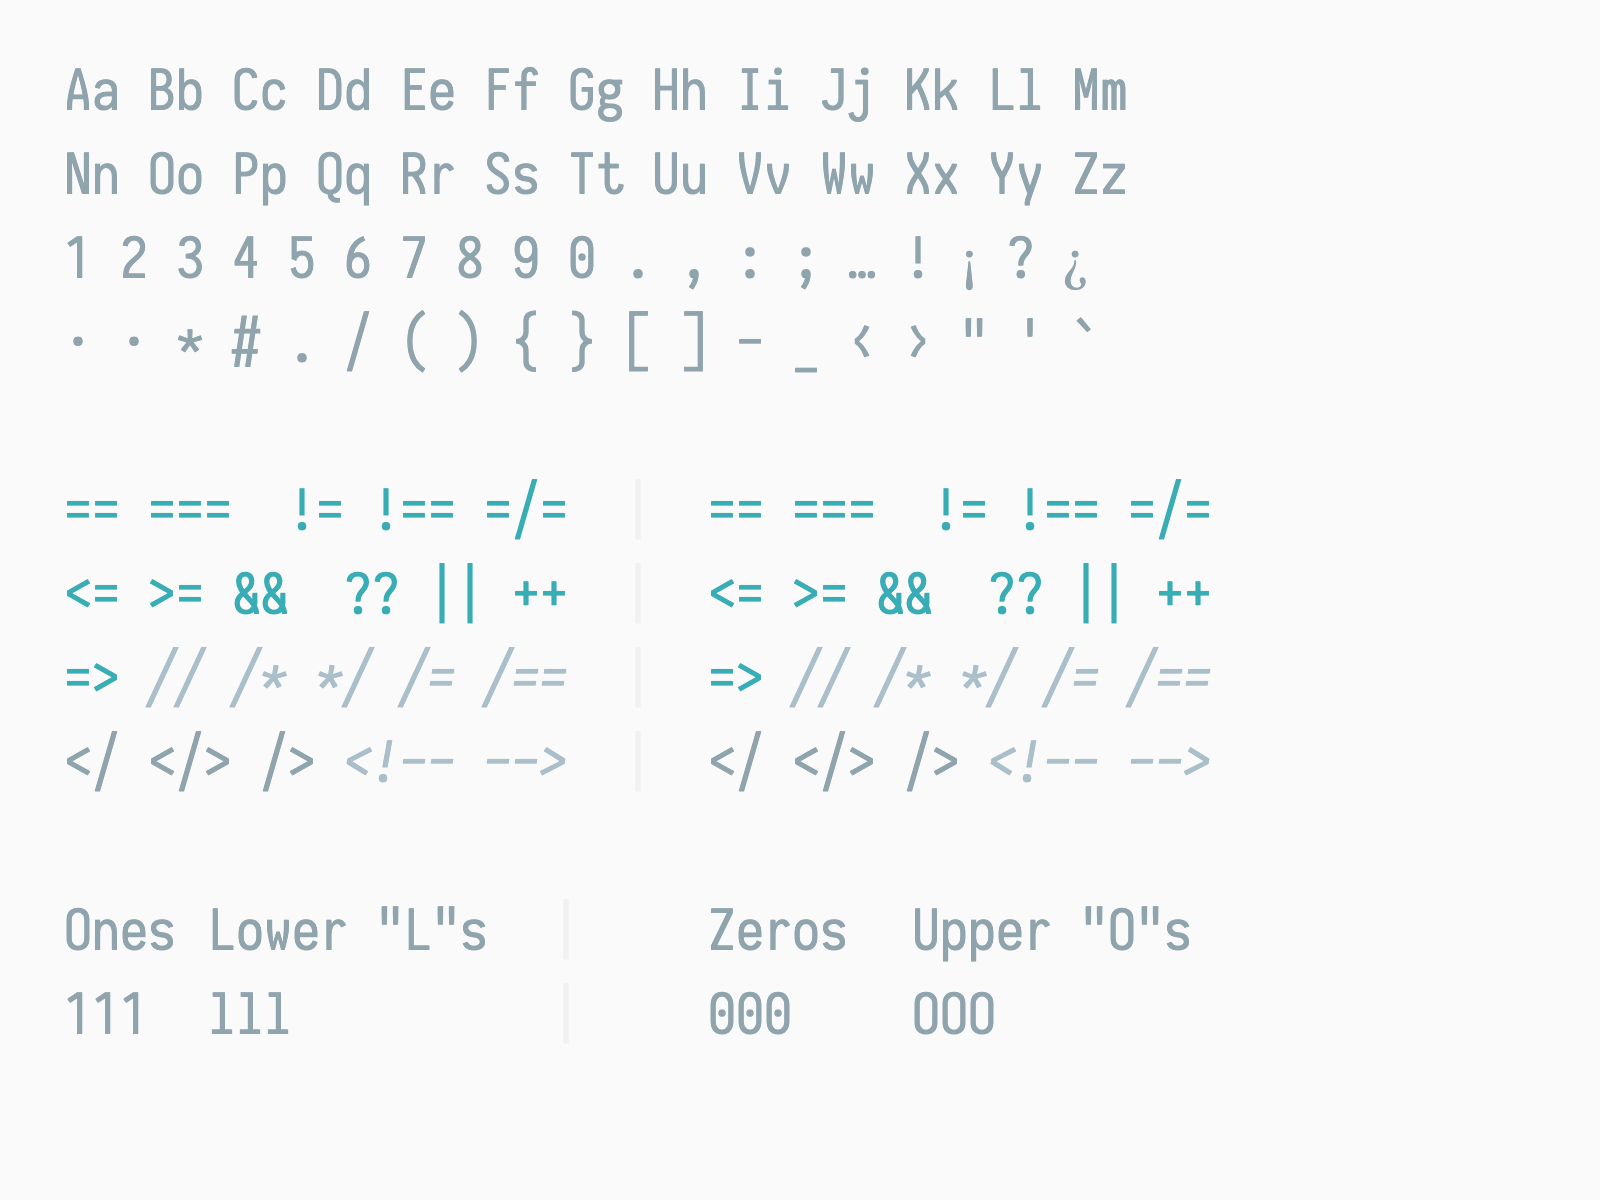 Aa Bb Cc Dd Ee Ff Gg Hh Ii Jj Kk Ll Mm
Nn Oo Pp Qq Rr Ss Tt Uu Vv Ww Xx Yy Zz
1 2 3 4 5 6 7 8 9 0 . , : ; … ! ¡ ? ¿
· · * # . / ( ) { } [ ] - _ ‹ › " ' `
== === != !== =/= | == === != !== =/=
<= >= && ?? || ++ | <= >= && ?? || ++
=> // /* */ /= /== | => // /* */ /= /==
</ </> /> <!-- --> | </ </> /> <!-- -->
Ones Lower "L"s | Zeros Upper "O"s
111 lll | 000 OOO